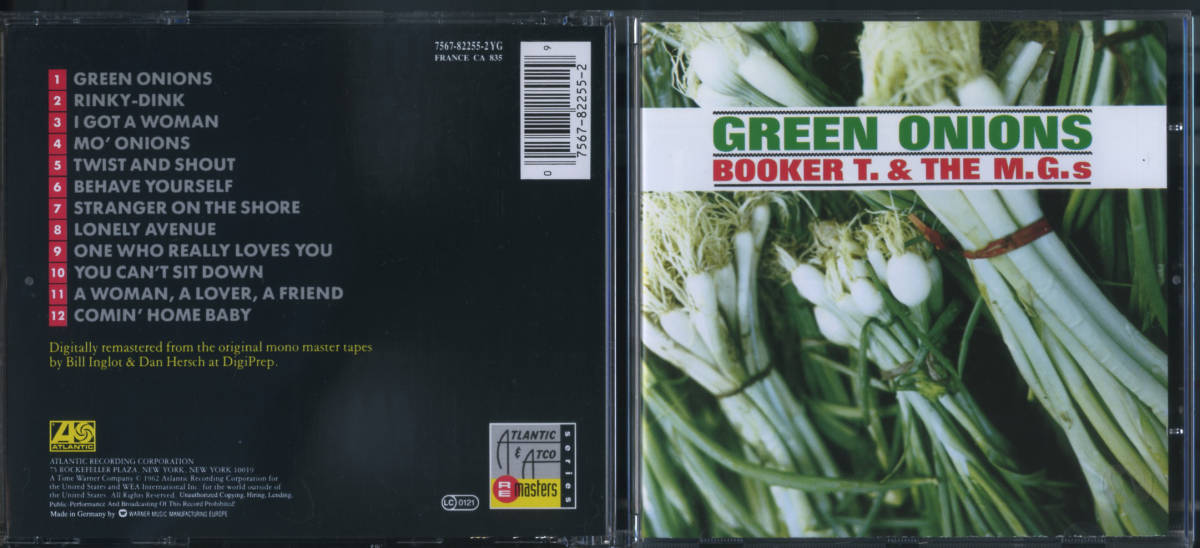 7567-82255-2 YG
FRANCE CA 835
9
7567-82255-2
0
1 GREEN ONIONS
2 RINKY-DINK
3 I GOT A WOMAN
4 MO' ONIONS
5 TWIST AND SHOUT
6 BEHAVE YOURSELF
7 STRANGER ON THE SHORE
8 LONELY AVENUE
9 ONE WHO REALLY LOVES YOU
10 YOU CAN'T SIT DOWN
11 A WOMAN, A LOVER, A FRIEND
12 COMIN' HOME BABY
Digitally remastered from the original mono master tapes
by Bill Inglot & Dan Hersch at DigiPrep.
ATLANTIC
ATLANTIC RECORDING CORPORATION
75 ROCKEFELLER PLAZA, NEW YORK, NEW YORK 10019
A Time Warner Company © 1962 Atlantic Recording Corporation for
the United States and WEA International Inc. for the world outside of
the United States. All Rights Reserved. Unauthorized Copying, Hiring, Lending,
Public Performance And Broadcasting Of This Record Prohibited!
Made in Germany by WARNER MUSIC MANUFACTURING EUROPE
LC 0121
ATLANTIC
& ATCO
REmasters
series
GREEN ONIONS
BOOKER T. & THE M.G.s